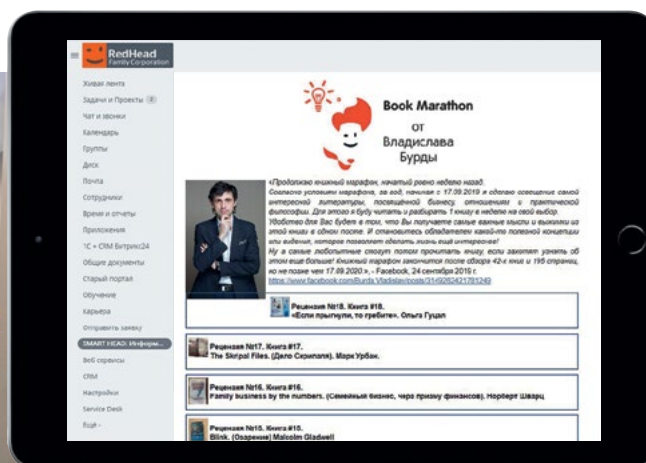 RedHead
Family Corporation
Живая лента
Задачи и Проекты
Чат и звонки
Календарь
Группы
Диск
Почта
Сотрудники
Время и отчеты
Приложения
1С + CRM Битрикс24
Общие документы
Старый портал
Обучение
Карьера
Отправить заявку
SMART HEAD: Информ...
Веб сервисы
CRM
Настройки
Service Desk
Ещё -
Book Marathon
от
Владислава
Бурды
«Продолжаю книжный марафон, начатый ровно неделю назад.
Согласно условиям марафона, за год, начиная с 17.09.2019 я сделаю освещение самой
интересной литературы, посвящённой бизнесу, отношениям и практической
философии. Для этого я буду читать и разбирать 1 книгу в неделю на свой выбор.
Удобство для Вас будет в том, что Вы получаете самые важные мысли и выжимки из
этой книги в одном посте. И становитесь обладателем какой-то полезной концепции
или видения, которое позволяет сделать жизнь ещё интереснее!
Ну а самые любопытные смогут потом прочитать книгу, если захотят узнать об
этом еще больше! Книжный марафон закончится после обзора 42-х книг и 195 страниц,
но не позже чем 17.09.2020.», - Facebook, 24 сентября 2019 г.
https://www.facebook.com/Burda.Vladislav/posts/3149262421781249
Рецензия №18. Книга #18.
«Если прыгнули, то гребите». Ольга Гуцал
Рецензия №17. Книга #17.
The Skripal Files. (Дело Скрипаля). Марк Урбан.
Рецензия №16. Книга #16.
Family business by the numbers. (Семейный бизнес, через призму финансов). Норберт Шварц
Рецензия №15. Книга #15.
Blink. (Озарение) Malcolm Gladwell